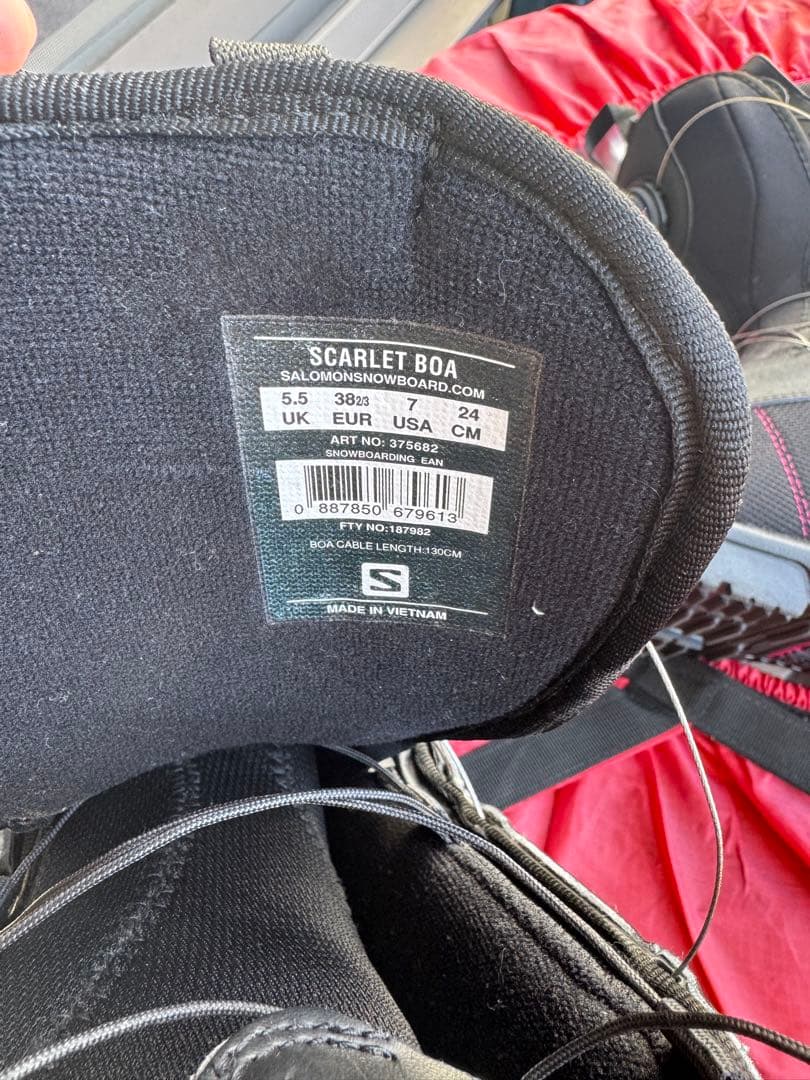 SCARLET BOA
SALOMONSNOWBOARD.COM
5.5 38 2/3 7 24
UK EUR USA CM
ART NO: 375682
SNOWBOARDING EAN
0 887850 679613
FTY NO:187982
BOA CABLE LENGTH:130CM
S
MADE IN VIETNAM